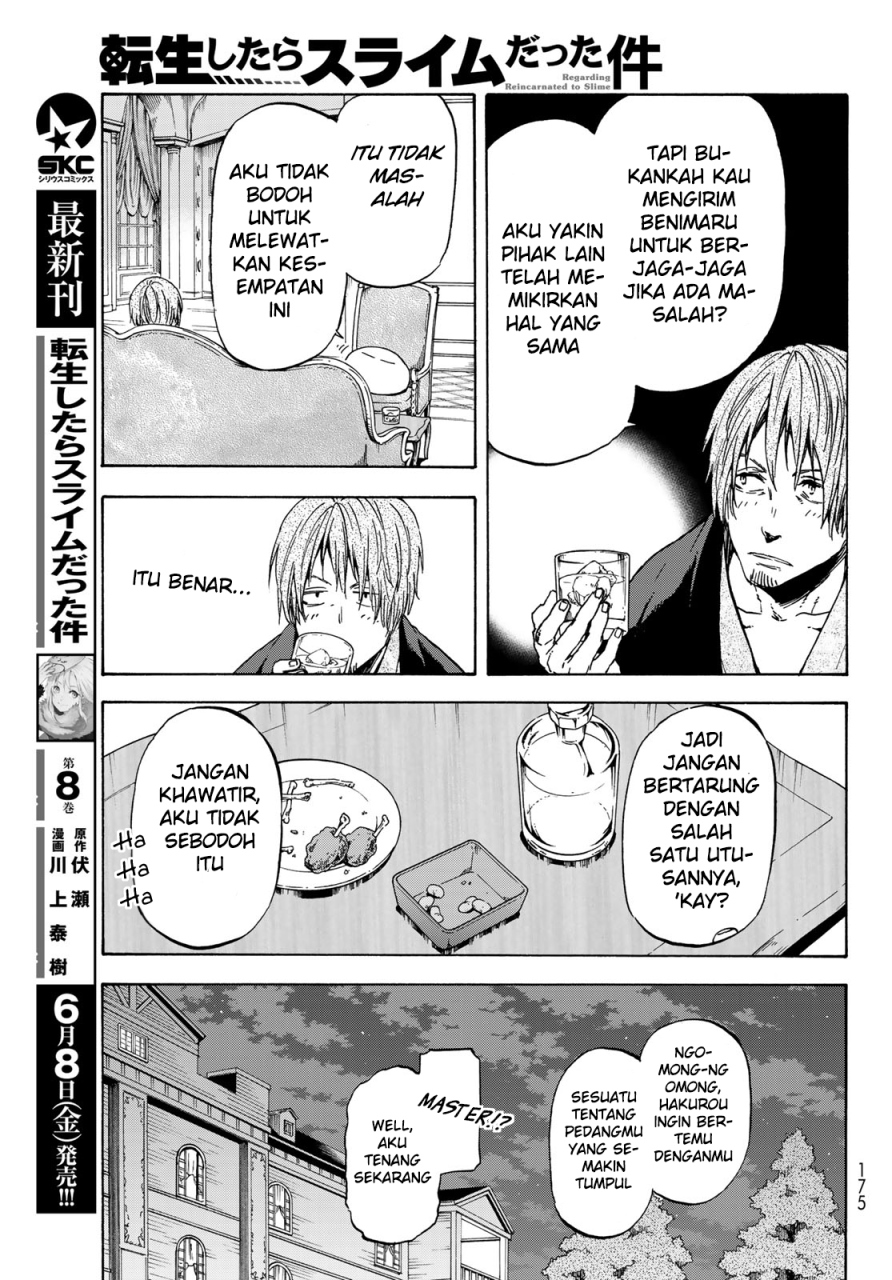 転生したらスライムだった件
Regarding
Reincarnated to Slime
TAPI BU-
KANKAH KAU
MENGIRIM
BENIMARU
UNTUK BER-
JAGA-JAGA
JIKA ADA MA-
SALAH?
AKU YAKIN
PIHAK LAIN
TELAH ME-
MIKIRKAN
HAL YANG
SAMA
ITU TIDAK
MAS-
ALAH
AKU TIDAK
BODOH
UNTUK
MELEWAT-
KAN KES-
EMPATAN
INI
ITU BENAR...
JADI
JANGAN
BERTARUNG
DENGAN
SALAH
SATU UTU-
SANNYA,
'KAY?
JANGAN
KHAWATIR,
AKU TIDAK
SEBODOH
ITU
Ha
Ha
Ha
NGO-
MONG-NG
OMONG,
HAKUROU
INGIN BER-
TEMU
DENGANMU
SESUATU
TENTANG
PEDANGMU
YANG SE-
MAKIN
TUMPUL
MASTER!?
WELL,
AKU
TENANG
SEKARANG
175
SKC
シリウスコミックス
最新刊
転生したらスライムだった件
第8巻
原作 伏瀬
漫画 川上泰樹
6月8日(金)発売!!!